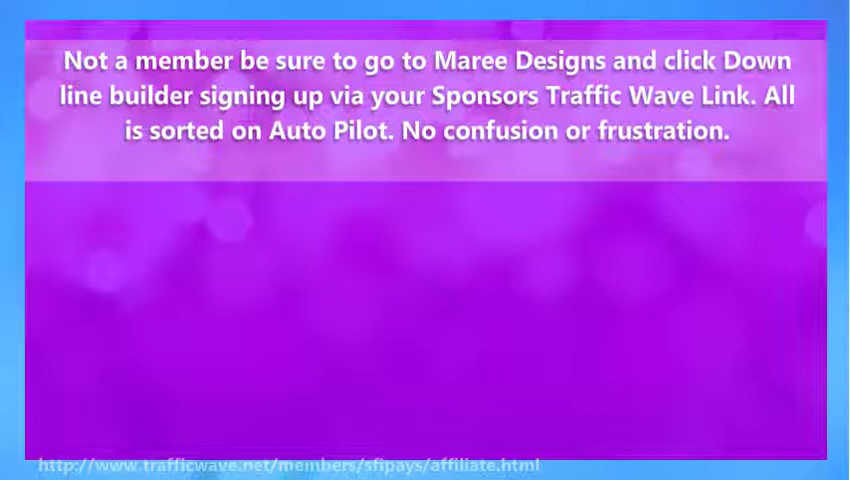 Not a member be sure to go to Maree Designs and click Down
line builder signing up via your Sponsors Traffic Wave Link. All
is sorted on Auto Pilot. No confusion or frustration.
http://www.trafficwave.net/members/sfipays/affiliate.html